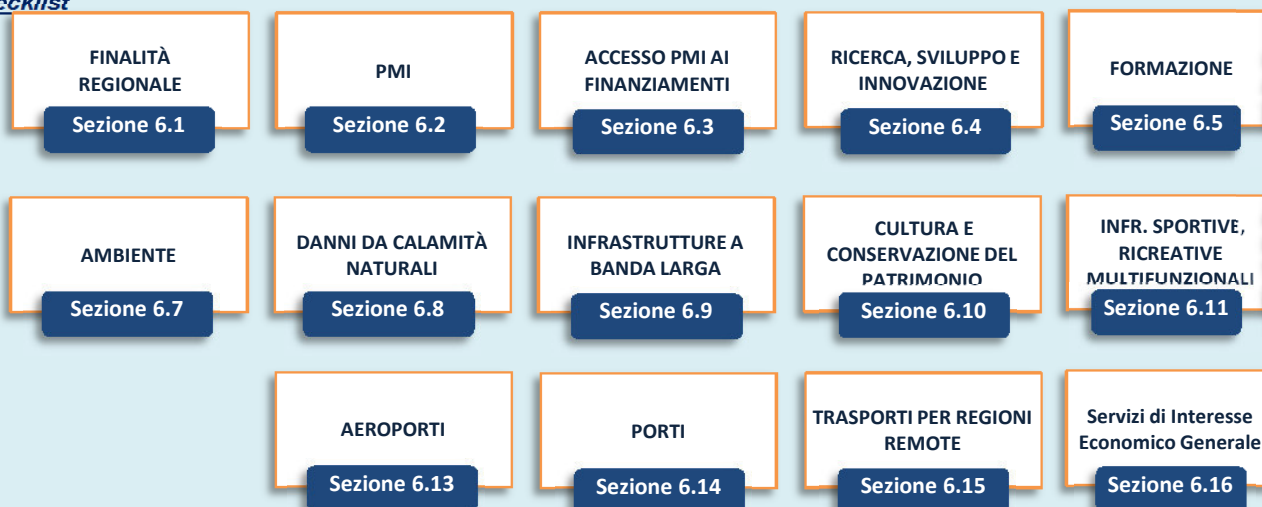 FINALITÀ
REGIONALE
Sezione 6.1
PMI
Sezione 6.2
ACCESSO PMI AI
FINANZIAMENTI
Sezione 6.3
RICERCA, SVILUPPO E
INNOVAZIONE
Sezione 6.4
FORMAZIONE
Sezione 6.5
AMBIENTE
Sezione 6.7
DANNI DA CALAMITÀ
NATURALI
Sezione 6.8
INFRASTRUTTURE A
BANDA LARGA
Sezione 6.9
CULTURA E
CONSERVAZIONE DEL
PATRIMONIO
Sezione 6.10
INFR. SPORTIVE,
RICREATIVE
MULTIFUNZIONALI
Sezione 6.11
AEROPORTI
Sezione 6.13
PORTI
Sezione 6.14
TRASPORTI PER REGIONI
REMOTE
Sezione 6.15
Servizi di Interesse
Economico Generale
Sezione 6.16